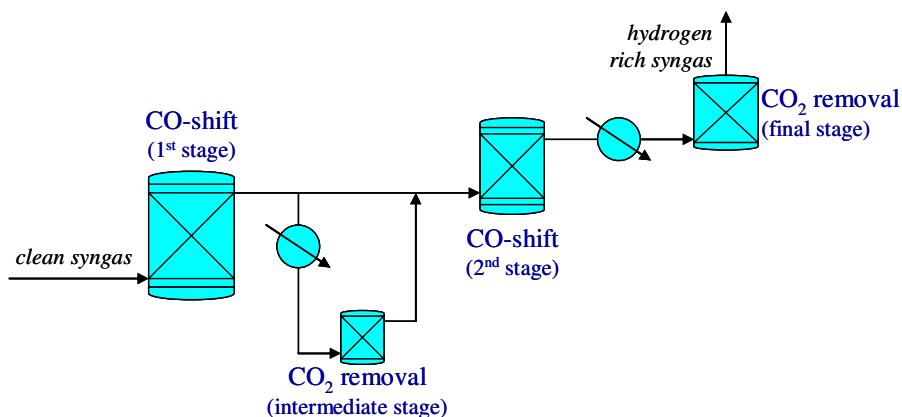 hydrogen
rich syngas
CO₂ removal
(final stage)
CO-shift
(1ˢᵗ stage)
clean syngas
CO-shift
(2ⁿᵈ stage)
CO₂ removal
(intermediate stage)